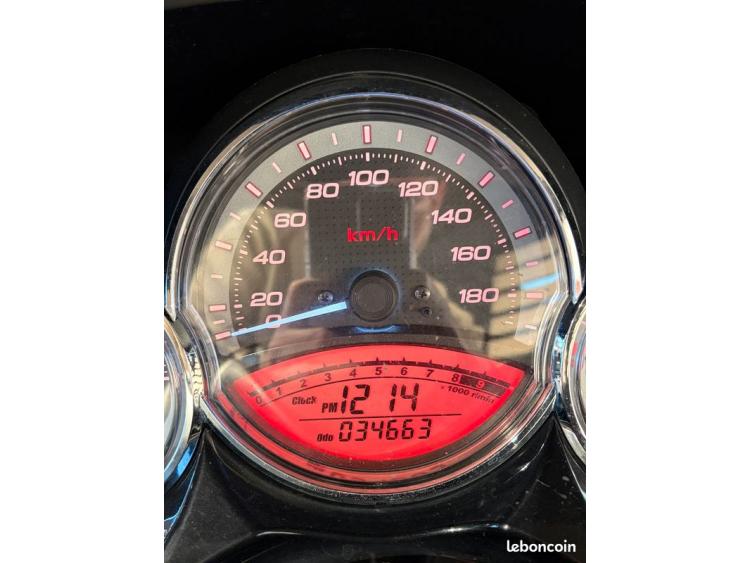 0 20 40 60 80 100 120 140 160 180
km/h
0 1 2 3 4 5 6 7 8 9
× 1000 r/min
Clock PM 12 14
Odo 034663
leboncoin